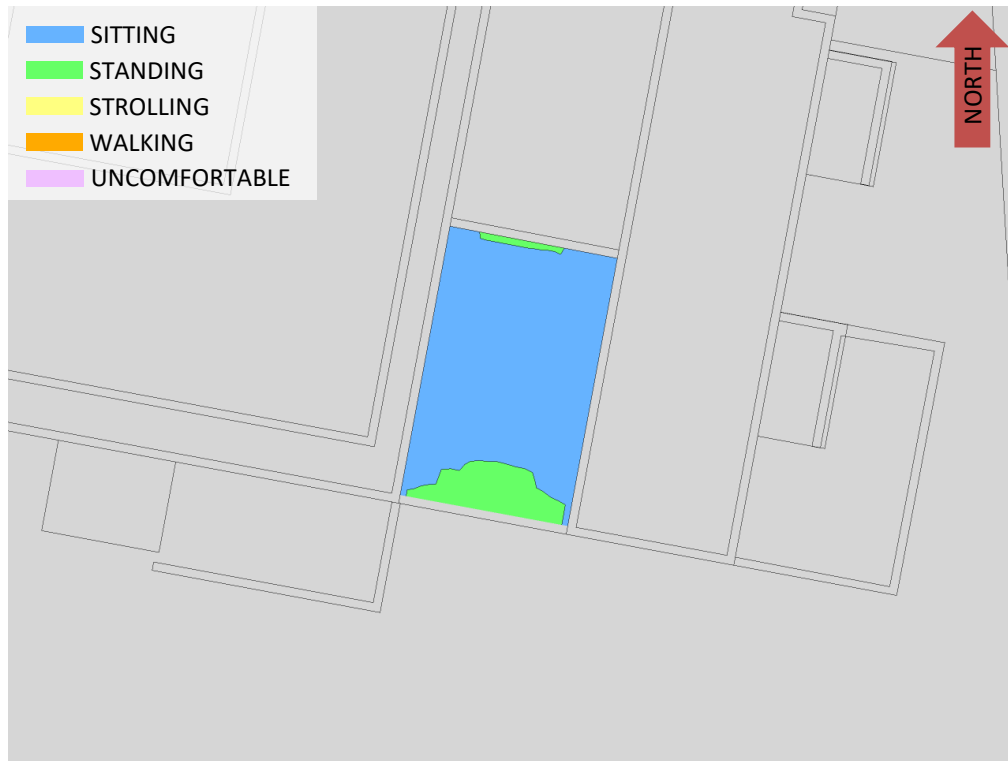 SITTING
STANDING
STROLLING
WALKING
UNCOMFORTABLE
NORTH